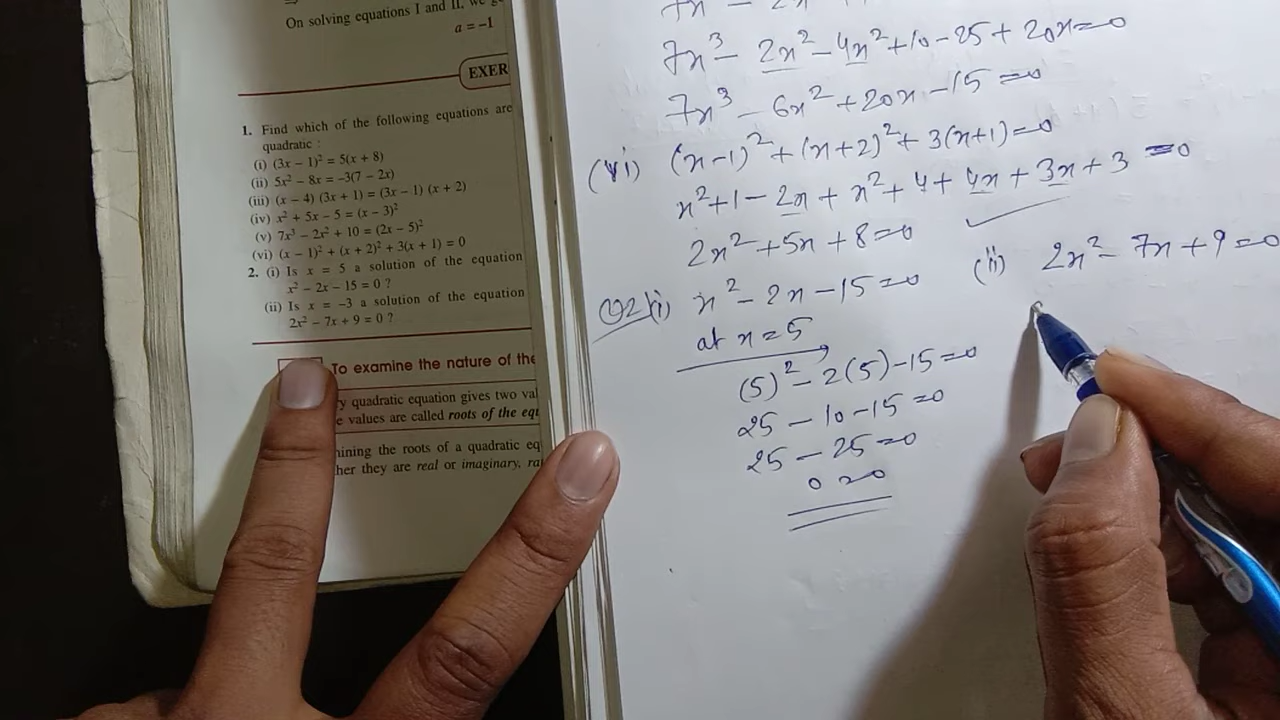 On solving equations I and II, we
a = −1
EXER
1. Find which of the following equations are
quadratic :
(i) (3x − 1)² = 5(x + 8)
(ii) 5x² − 8x = −3(7 − 2x)
(iii) (x − 4) (3x + 1) = (3x − 1) (x + 2)
(iv) x² + 5x − 5 = (x − 3)²
(v) 7x³ − 2x² + 10 = (2x − 5)²
(vi) (x − 1)² + (x + 2)² + 3(x + 1) = 0
2. (i) Is x = 5 a solution of the equation
x² − 2x − 15 = 0 ?
(ii) Is x = −3 a solution of the equation
2x² − 7x + 9 = 0 ?
To examine the nature of the
quadratic equation gives two
values are called roots of the
roots of a quadratic
they are real or imaginary,
7x³ − 2x² − 4x² + 10 − 25 + 20x = 0
7x³ − 6x² + 20x − 15 = 0
(vi) (x−1)² + (x+2)² + 3(x+1) = 0
x² + 1 − 2x + x² + 4 + 4x + 3x + 3 = 0
2x² + 5x + 8 = 0
Q2 (i) x² − 2x − 15 = 0
at x = 5
(5)² − 2(5) − 15 = 0
25 − 10 − 15 = 0
25 − 25 = 0
0 = 0
(ii) 2x² − 7x + 9 = 0